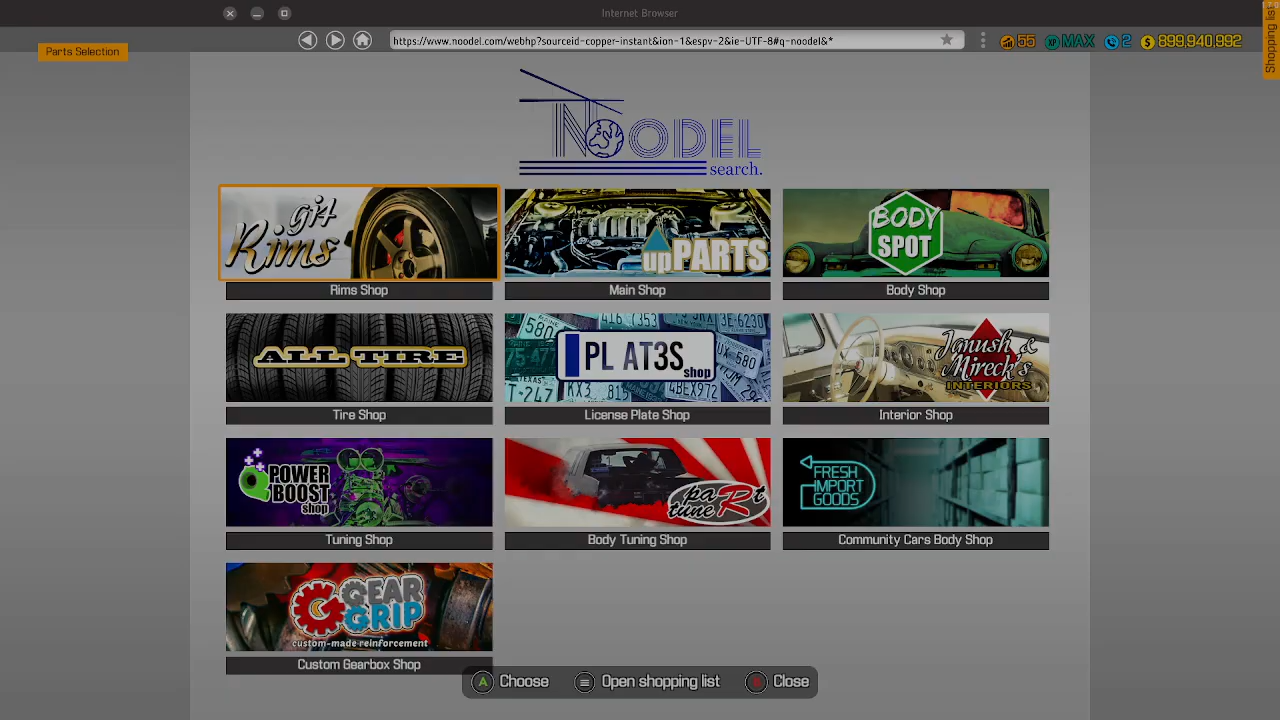 Internet Browser
Parts Selection
https://www.noodel.com/webhp?sourceid-copper-instant&ion-1&espv-2&ie-UTF-8#q-noodel&*
55
XP MAX
2
$ 899,940,992
Shopping list
NOODEL
search.
git Rims
upPARTS
BODY SPOT
Rims Shop
Main Shop
Body Shop
ALL TIRE
PL AT3S shop
Janush & Mireck's INTERIORS
Tire Shop
License Plate Shop
Interior Shop
POWER BOOST shop
paRt tuneR
FRESH IMPORT GOODS
Tuning Shop
Body Tuning Shop
Community Cars Body Shop
GEAR GRIP
custom-made reinforcement
Custom Gearbox Shop
A Choose
Open shopping list
Close